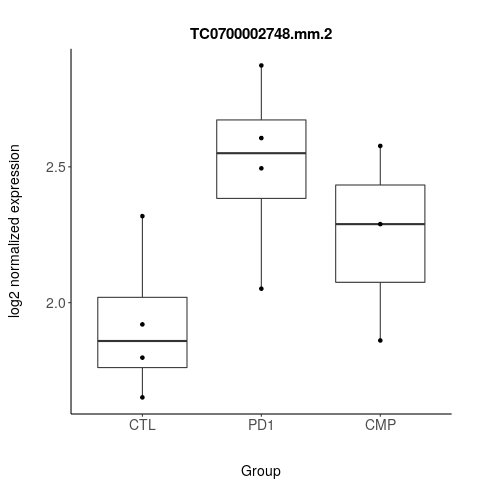 TC0700002748.mm.2
log2 normalized expression
2.5
2.0
CTL PD1 CMP
Group